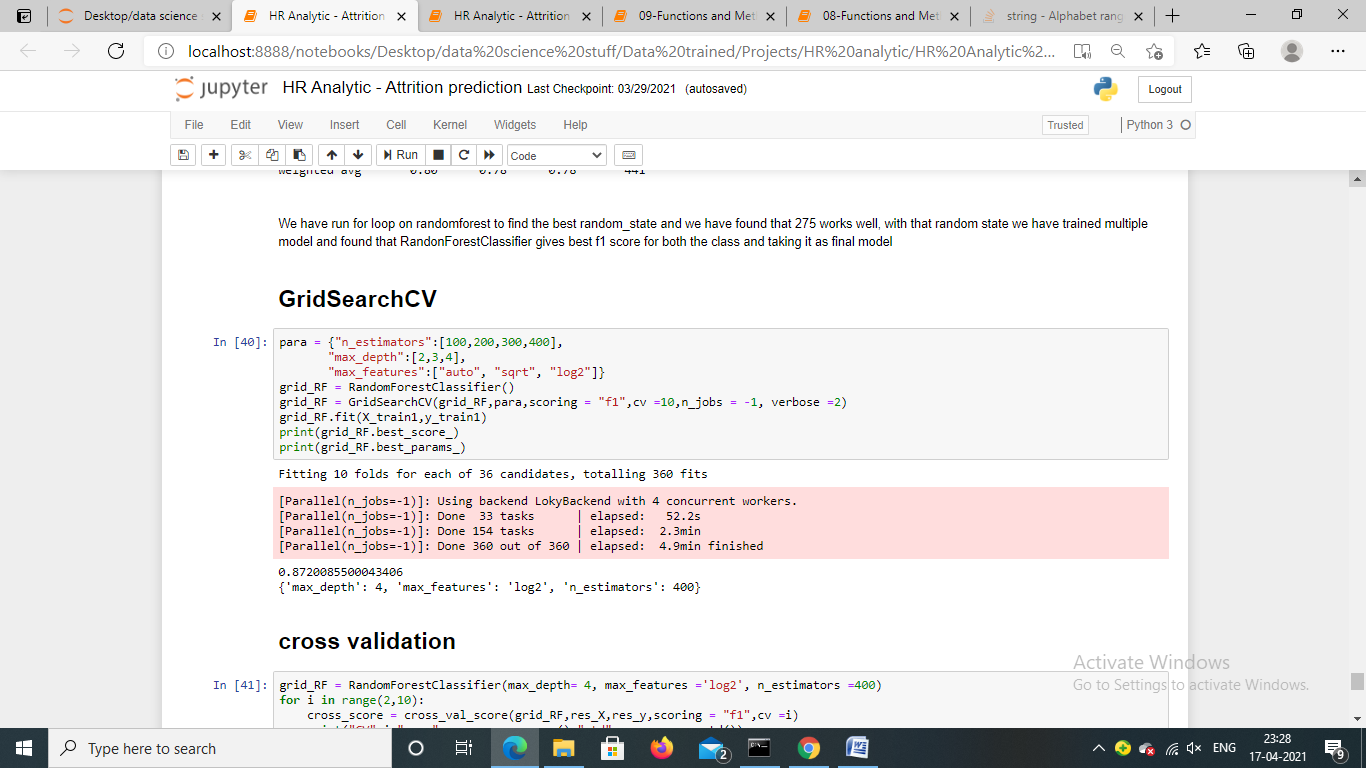 Desktop/data science
HR Analytic - Attrition
HR Analytic - Attrition
09-Functions and Met
08-Functions and Met
string - Alphabet rang
localhost:8888/notebooks/Desktop/data%20science%20stuff/Data%20trained/Projects/HR%20analytic/HR%20Analytic%2...
jupyter HR Analytic - Attrition prediction Last Checkpoint: 03/29/2021 (autosaved)
Logout
File Edit View Insert Cell Kernel Widgets Help
Trusted
Python 3
Run
Code
weighted avg 0.80 0.78 0.78 441
We have run for loop on randomforest to find the best random_state and we have found that 275 works well, with that random state we have trained multiple
model and found that RandonForestClassifier gives best f1 score for both the class and taking it as final model
GridSearchCV
In [40]: para = {"n_estimators":[100,200,300,400],
"max_depth":[2,3,4],
"max_features":["auto", "sqrt", "log2"]}
grid_RF = RandomForestClassifier()
grid_RF = GridSearchCV(grid_RF,para,scoring = "f1",cv =10,n_jobs = -1, verbose =2)
grid_RF.fit(X_train1,y_train1)
print(grid_RF.best_score_)
print(grid_RF.best_params_)
Fitting 10 folds for each of 36 candidates, totalling 360 fits
[Parallel(n_jobs=-1)]: Using backend LokyBackend with 4 concurrent workers.
[Parallel(n_jobs=-1)]: Done 33 tasks | elapsed: 52.2s
[Parallel(n_jobs=-1)]: Done 154 tasks | elapsed: 2.3min
[Parallel(n_jobs=-1)]: Done 360 out of 360 | elapsed: 4.9min finished
0.8720085500043406
{'max_depth': 4, 'max_features': 'log2', 'n_estimators': 400}
cross validation
In [41]: grid_RF = RandomForestClassifier(max_depth= 4, max_features ='log2', n_estimators =400)
for i in range(2,10):
cross_score = cross_val_score(grid_RF,res_X,res_y,scoring = "f1",cv =i)
Activate Windows
Go to Settings to activate Windows.
Type here to search
2
ENG
23:28
17-04-2021
9